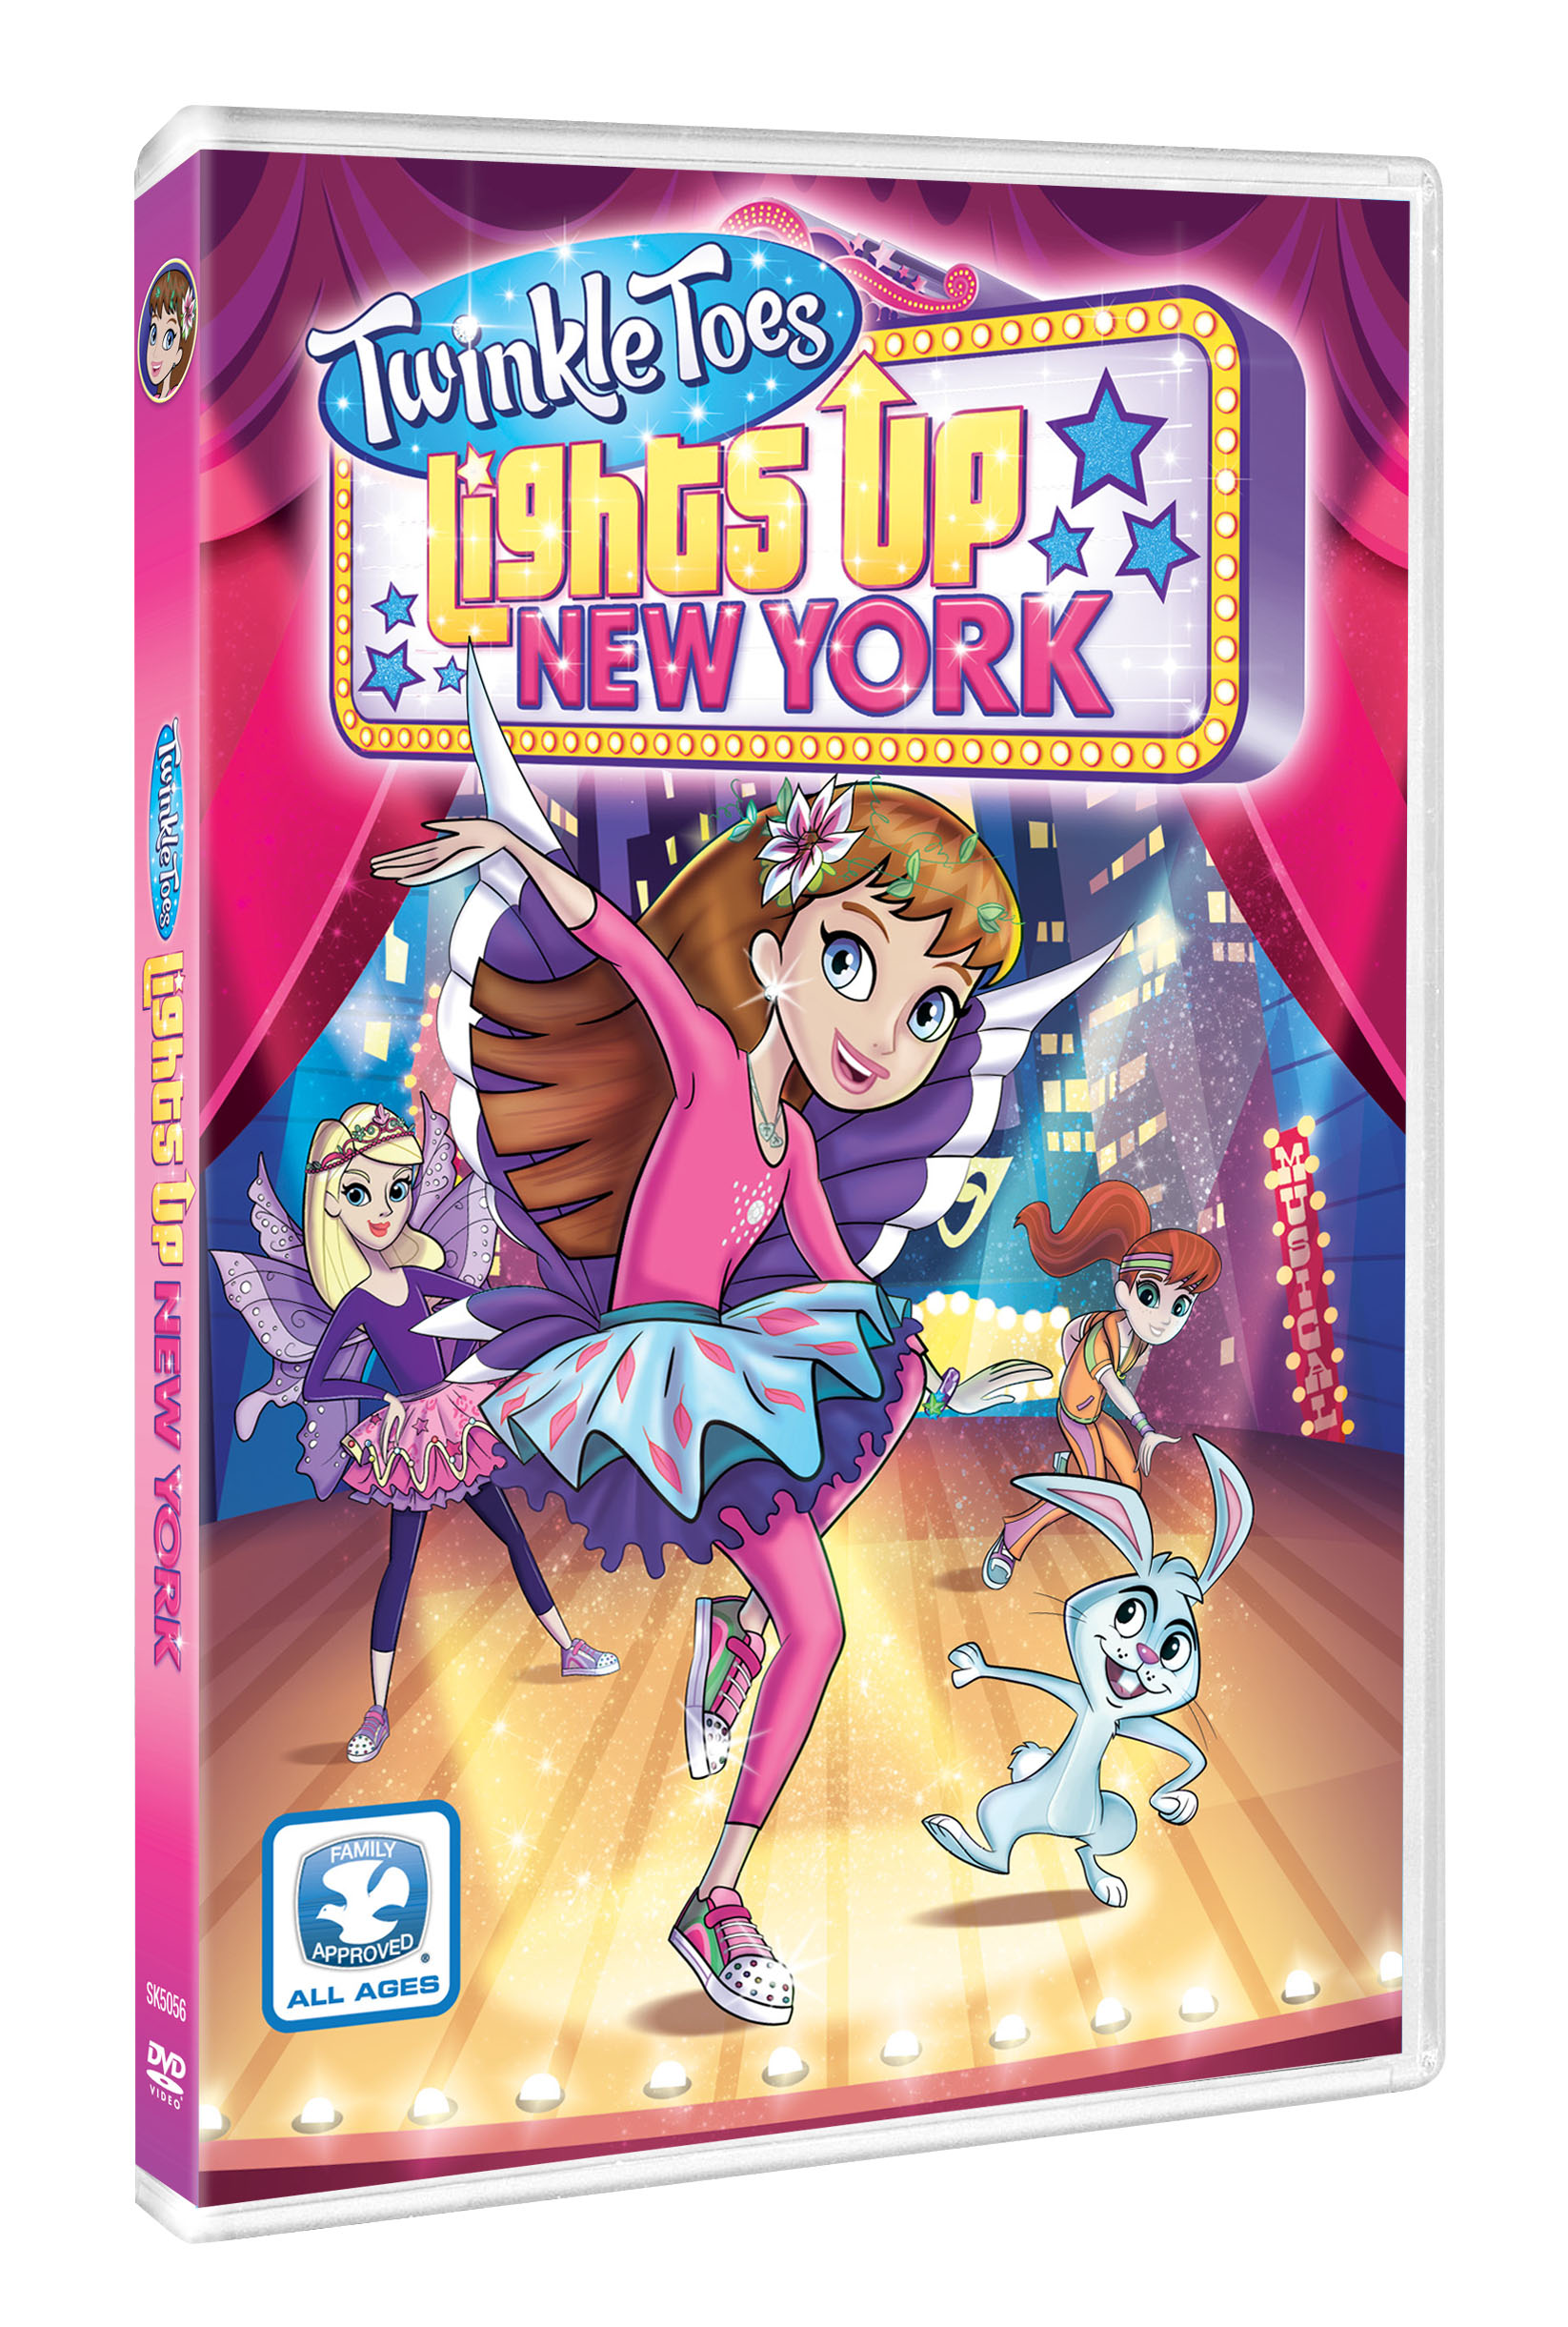 Twinkle Toes
Lights Up
NEW YORK
MUSICAL
FAMILY
APPROVED
®
ALL AGES
Twinkle Toes Lights Up NEW YORK
SK5056
DVD
VIDEO